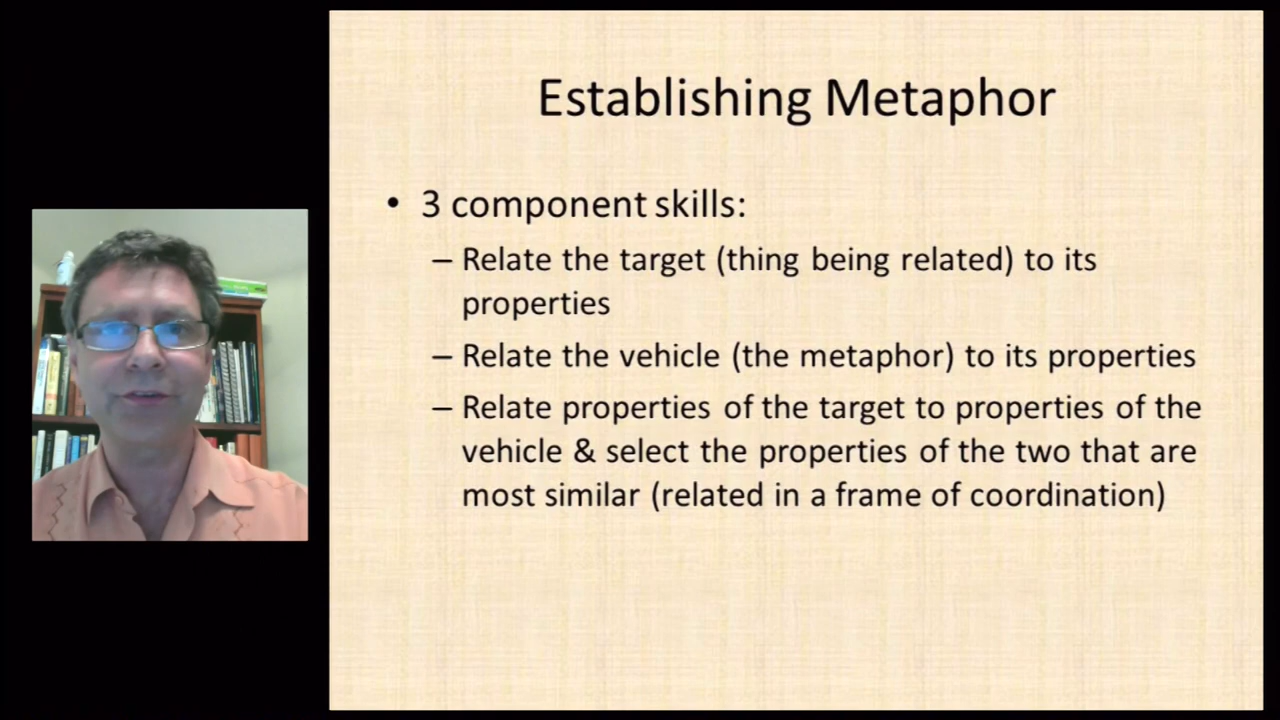 Establishing Metaphor
• 3 component skills:
– Relate the target (thing being related) to its
properties
– Relate the vehicle (the metaphor) to its properties
– Relate properties of the target to properties of the
vehicle & select the properties of the two that are
most similar (related in a frame of coordination)